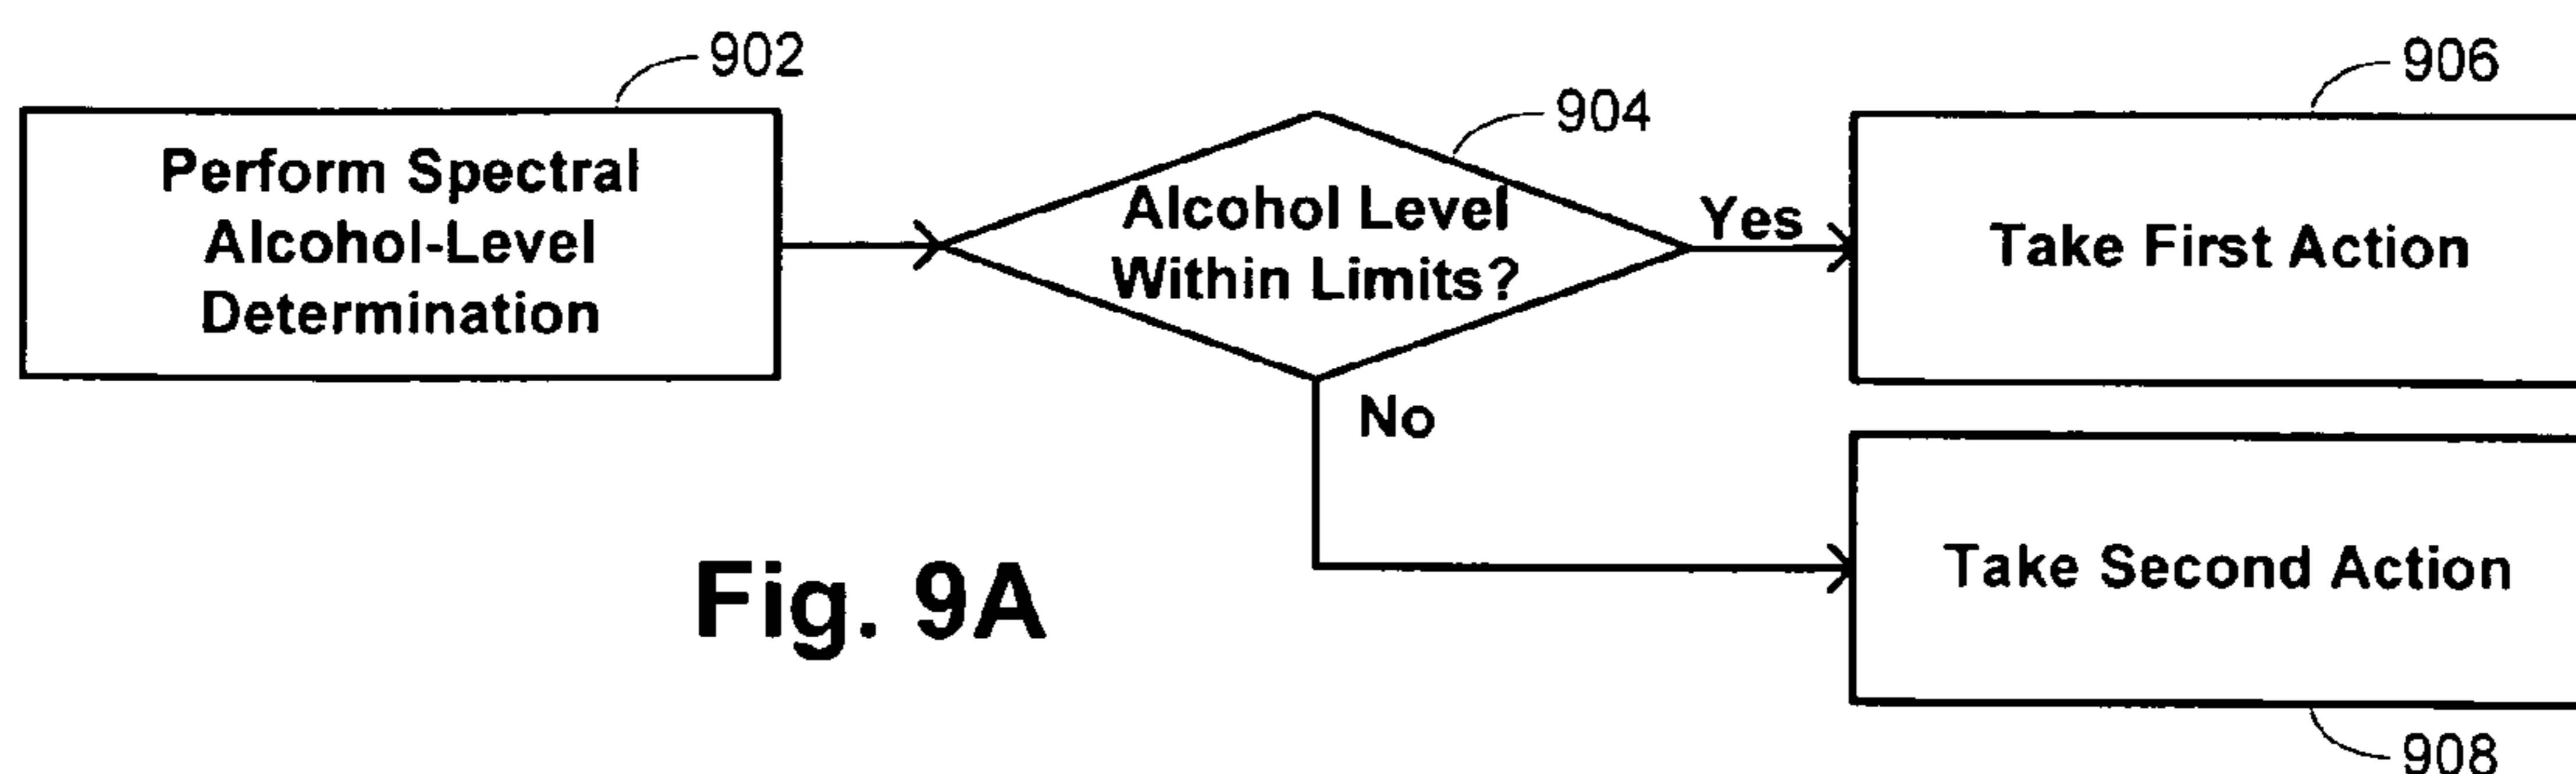 902
Perform Spectral
Alcohol-Level
Determination
904
Alcohol Level
Within Limits?
Yes
No
906
Take First Action
Take Second Action
908
Fig. 9A